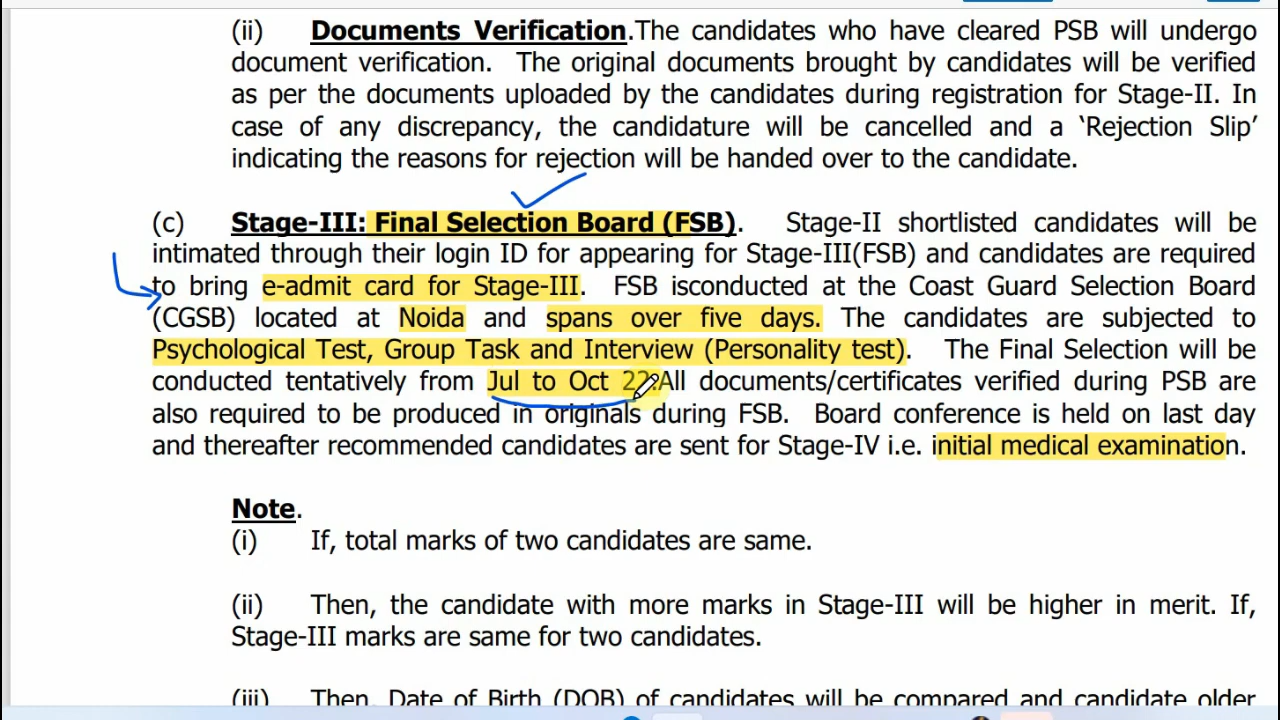 (ii) Documents Verification.The candidates who have cleared PSB will undergo
document verification. The original documents brought by candidates will be verified
as per the documents uploaded by the candidates during registration for Stage-II. In
case of any discrepancy, the candidature will be cancelled and a ‘Rejection Slip’
indicating the reasons for rejection will be handed over to the candidate.
(c) Stage-III: Final Selection Board (FSB). Stage-II shortlisted candidates will be
intimated through their login ID for appearing for Stage-III(FSB) and candidates are required
to bring e-admit card for Stage-III. FSB isconducted at the Coast Guard Selection Board
(CGSB) located at Noida and spans over five days. The candidates are subjected to
Psychological Test, Group Task and Interview (Personality test). The Final Selection will be
conducted tentatively from Jul to Oct 22.All documents/certificates verified during PSB are
also required to be produced in originals during FSB. Board conference is held on last day
and thereafter recommended candidates are sent for Stage-IV i.e. initial medical examination.
Note.
(i) If, total marks of two candidates are same.
(ii) Then, the candidate with more marks in Stage-III will be higher in merit. If,
Stage-III marks are same for two candidates.
(iii) Then, Date of Birth (DOB) of candidates will be compared and candidate older